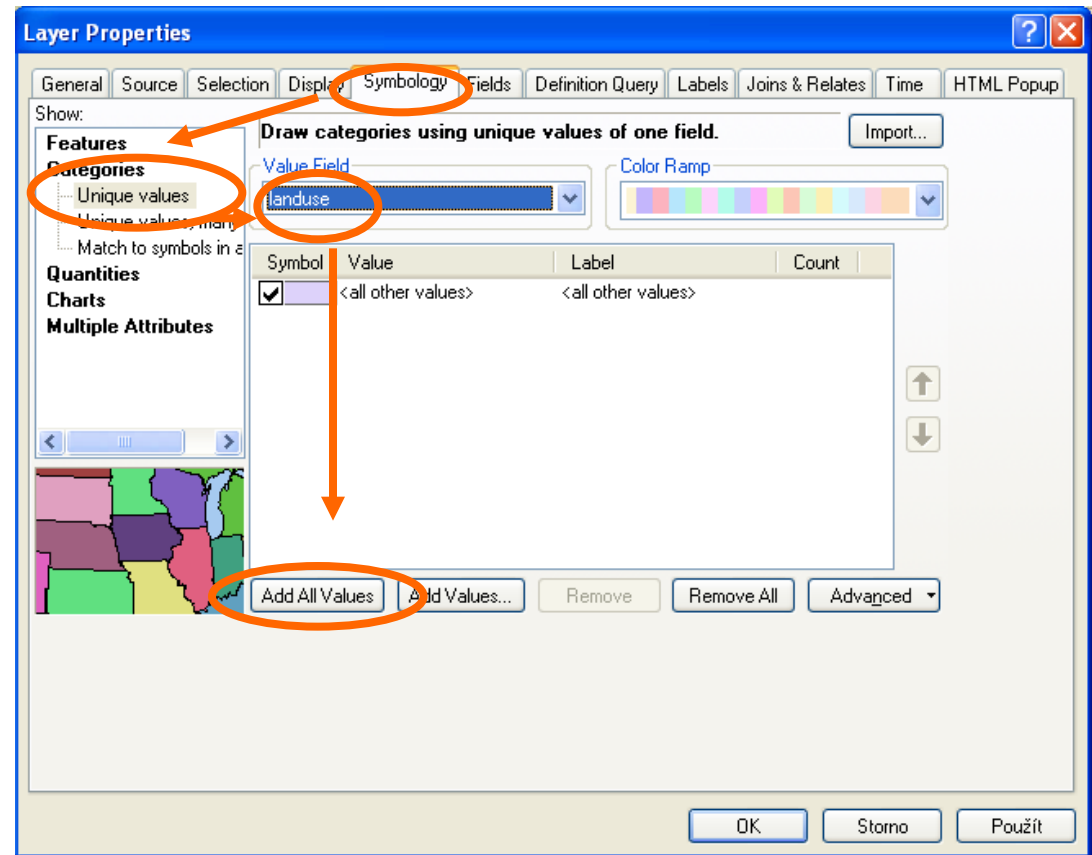 Layer Properties
General Source Selection Display Symbology Fields Definition Query Labels Joins & Relates Time HTML Popup
Show:
Features
Categories
Unique values
Unique values, many
Match to symbols in a
Quantities
Charts
Multiple Attributes
Draw categories using unique values of one field.
Import...
Value Field
landuse
Color Ramp
Symbol Value Label Count
<all other values> <all other values>
Add All Values Add Values... Remove Remove All Advanced
OK Storno Použít